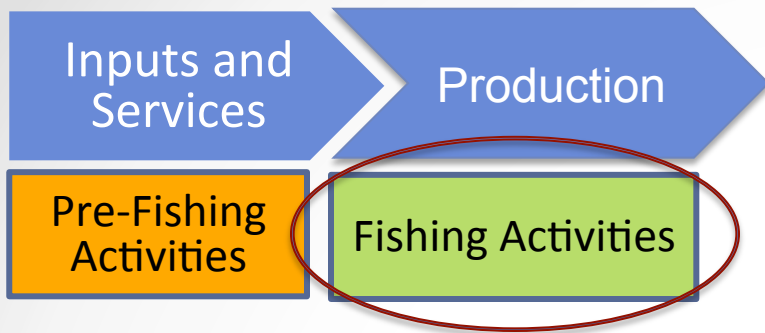 Inputs and
Services
Production
Pre-Fishing
Activities
Fishing Activities